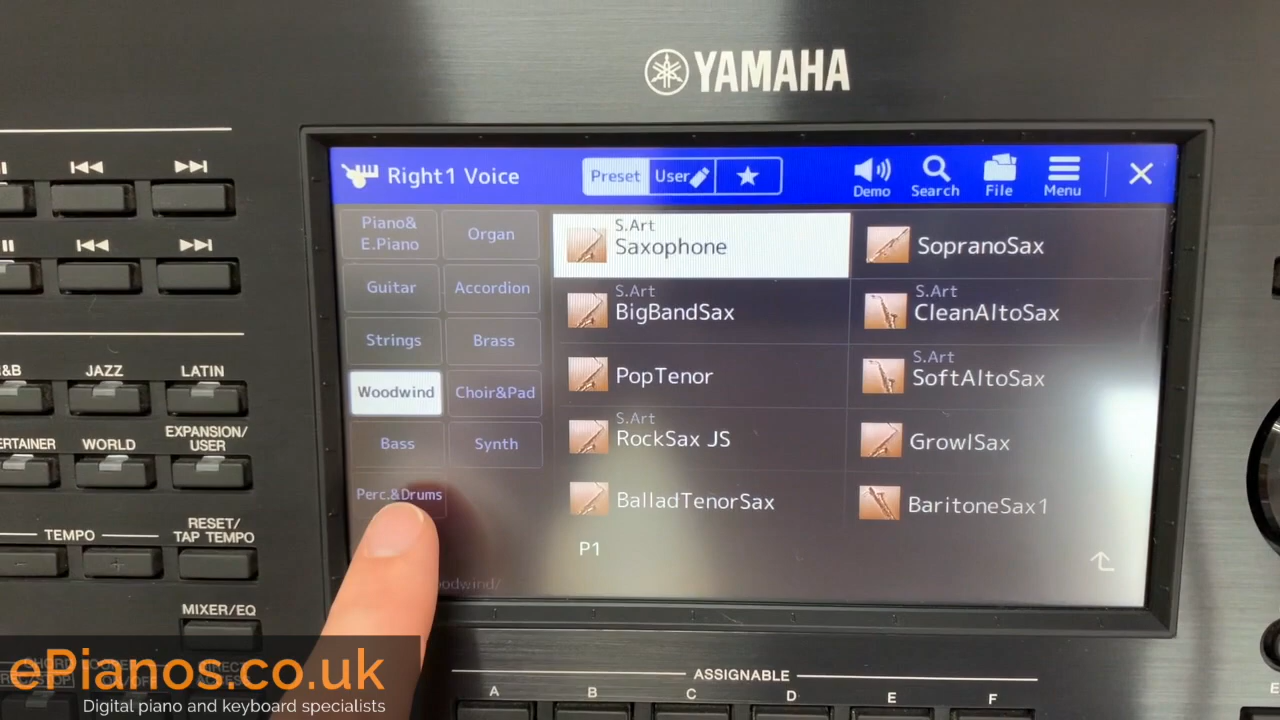 YAMAHA
Right1 Voice
Preset
User
Demo
Search
File
Menu
Piano&
E.Piano
Organ
Guitar
Accordion
Strings
Brass
Woodwind
Choir&Pad
Bass
Synth
Perc.&Drums
S.Art
Saxophone
SopranoSax
S.Art
BigBandSax
S.Art
CleanAltoSax
PopTenor
S.Art
SoftAltoSax
S.Art
RockSax JS
GrowlSax
BalladTenorSax
BaritoneSax1
P1
JAZZ
LATIN
WORLD
EXPANSION/
USER
TEMPO
RESET/
TAP TEMPO
MIXER/EQ
ASSIGNABLE
A B C D E F
ePianos.co.uk
Digital piano and keyboard specialists